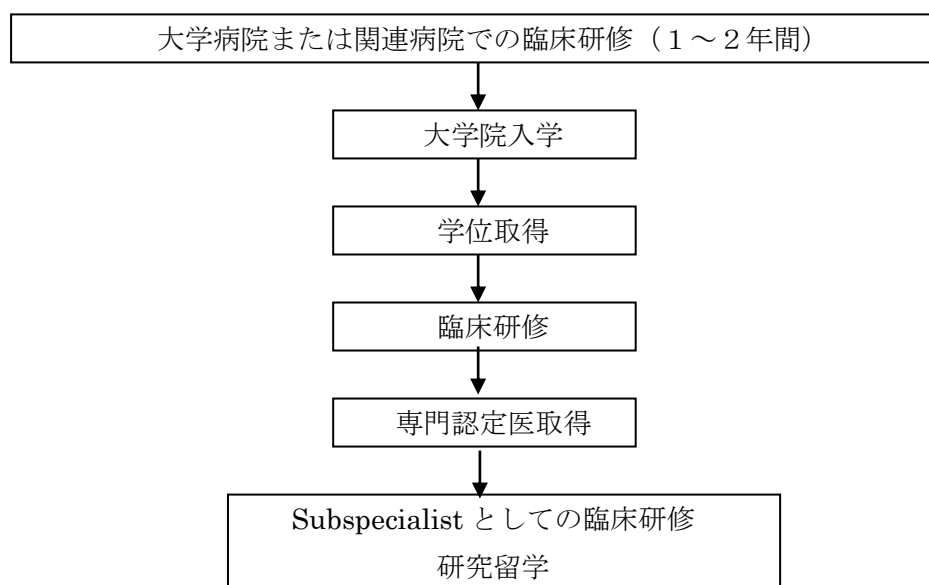 大学病院または関連病院での臨床研修（１～２年間）
大学院入学
学位取得
臨床研修
専門認定医取得
Subspecialist としての臨床研修
研究留学